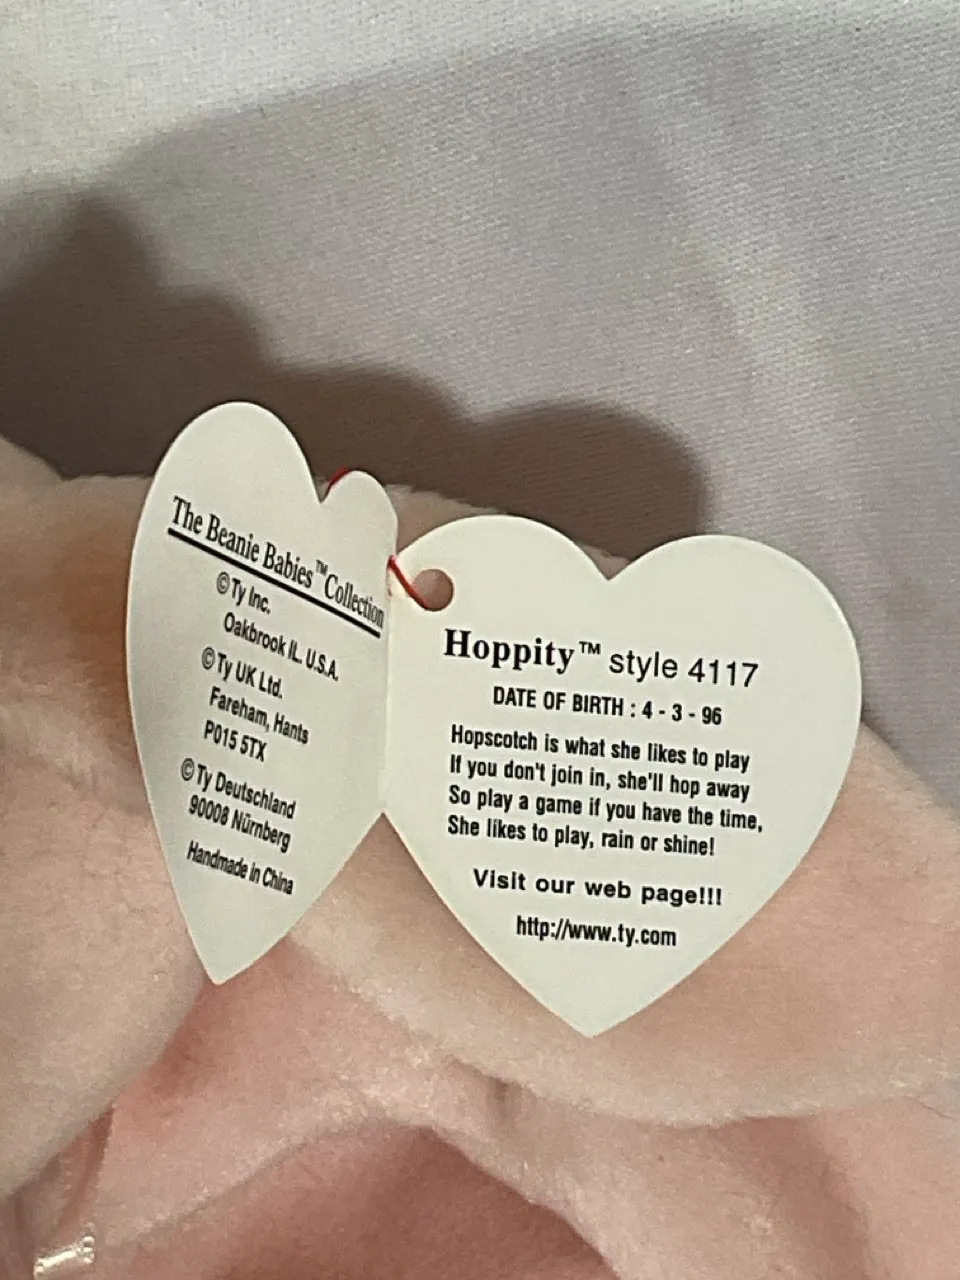 The Beanie Babies™Collection
©Ty Inc.
Oakbrook IL. U.S.A.
©Ty UK Ltd.
Fareham, Hants
P015 5TX
©Ty Deutschland
90008 Nürnberg
Handmade in China
Hoppity™ style 4117
DATE OF BIRTH : 4 - 3 - 96
Hopscotch is what she likes to play
If you don't join in, she'll hop away
So play a game if you have the time,
She likes to play, rain or shine!
Visit our web page!!!
http://www.ty.com